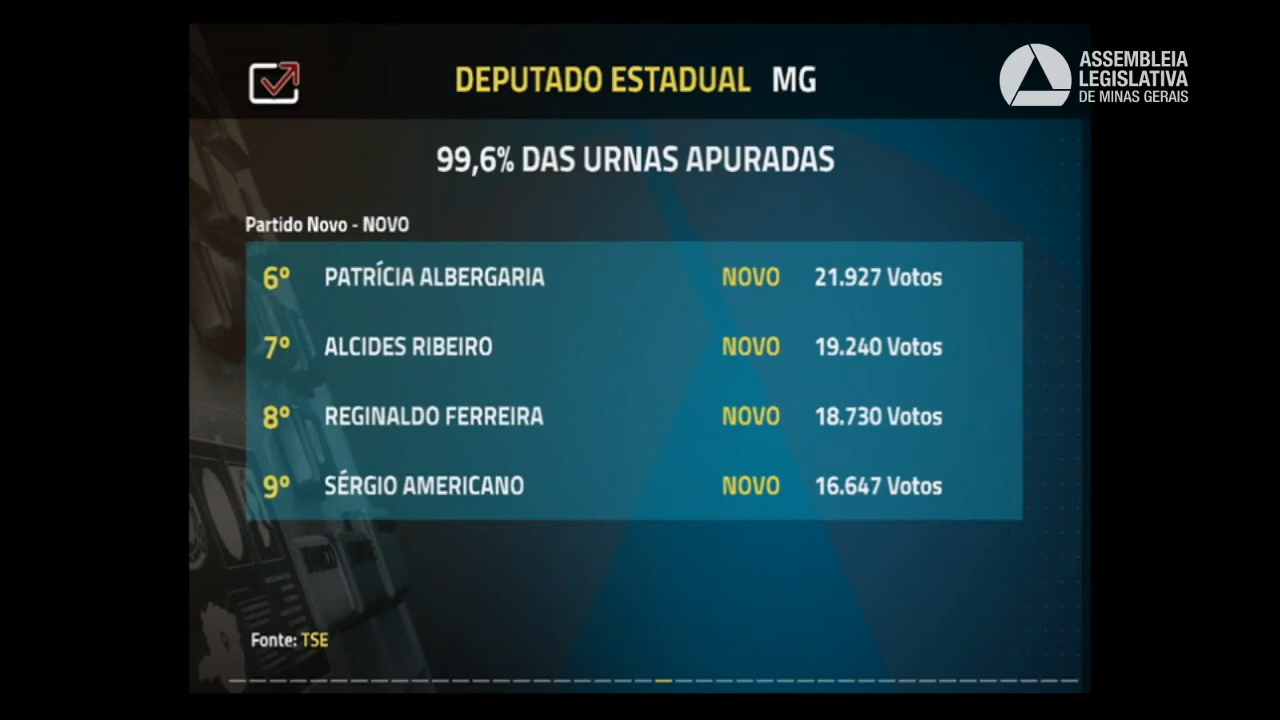 DEPUTADO ESTADUAL MG
ASSEMBLEIA
LEGISLATIVA
DE MINAS GERAIS
99,6% DAS URNAS APURADAS
Partido Novo - NOVO
6º PATRÍCIA ALBERGARIA NOVO 21.927 Votos
7º ALCIDES RIBEIRO NOVO 19.240 Votos
8º REGINALDO FERREIRA NOVO 18.730 Votos
9º SÉRGIO AMERICANO NOVO 16.647 Votos
Fonte: TSE